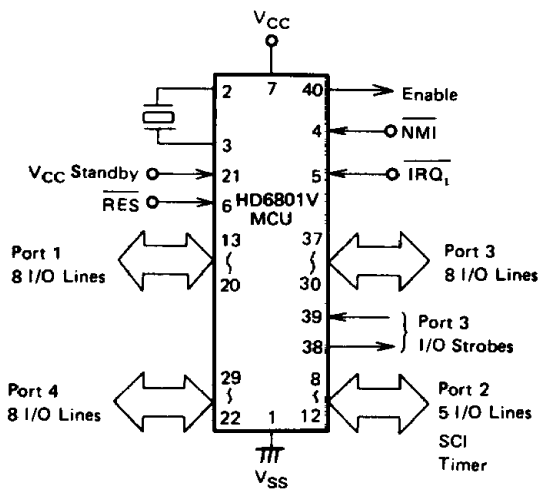 VCC
2 7 40 Enable
4 NMI
3
VCC Standby 21 5 IRQ1
RES 6 HD6801V
MCU
Port 1
8 I/O Lines
13
20
37
30
Port 3
8 I/O Lines
39
38
Port 3
I/O Strobes
Port 4
8 I/O Lines
29
22
1
8
12
Port 2
5 I/O Lines
SCI
Timer
VSS